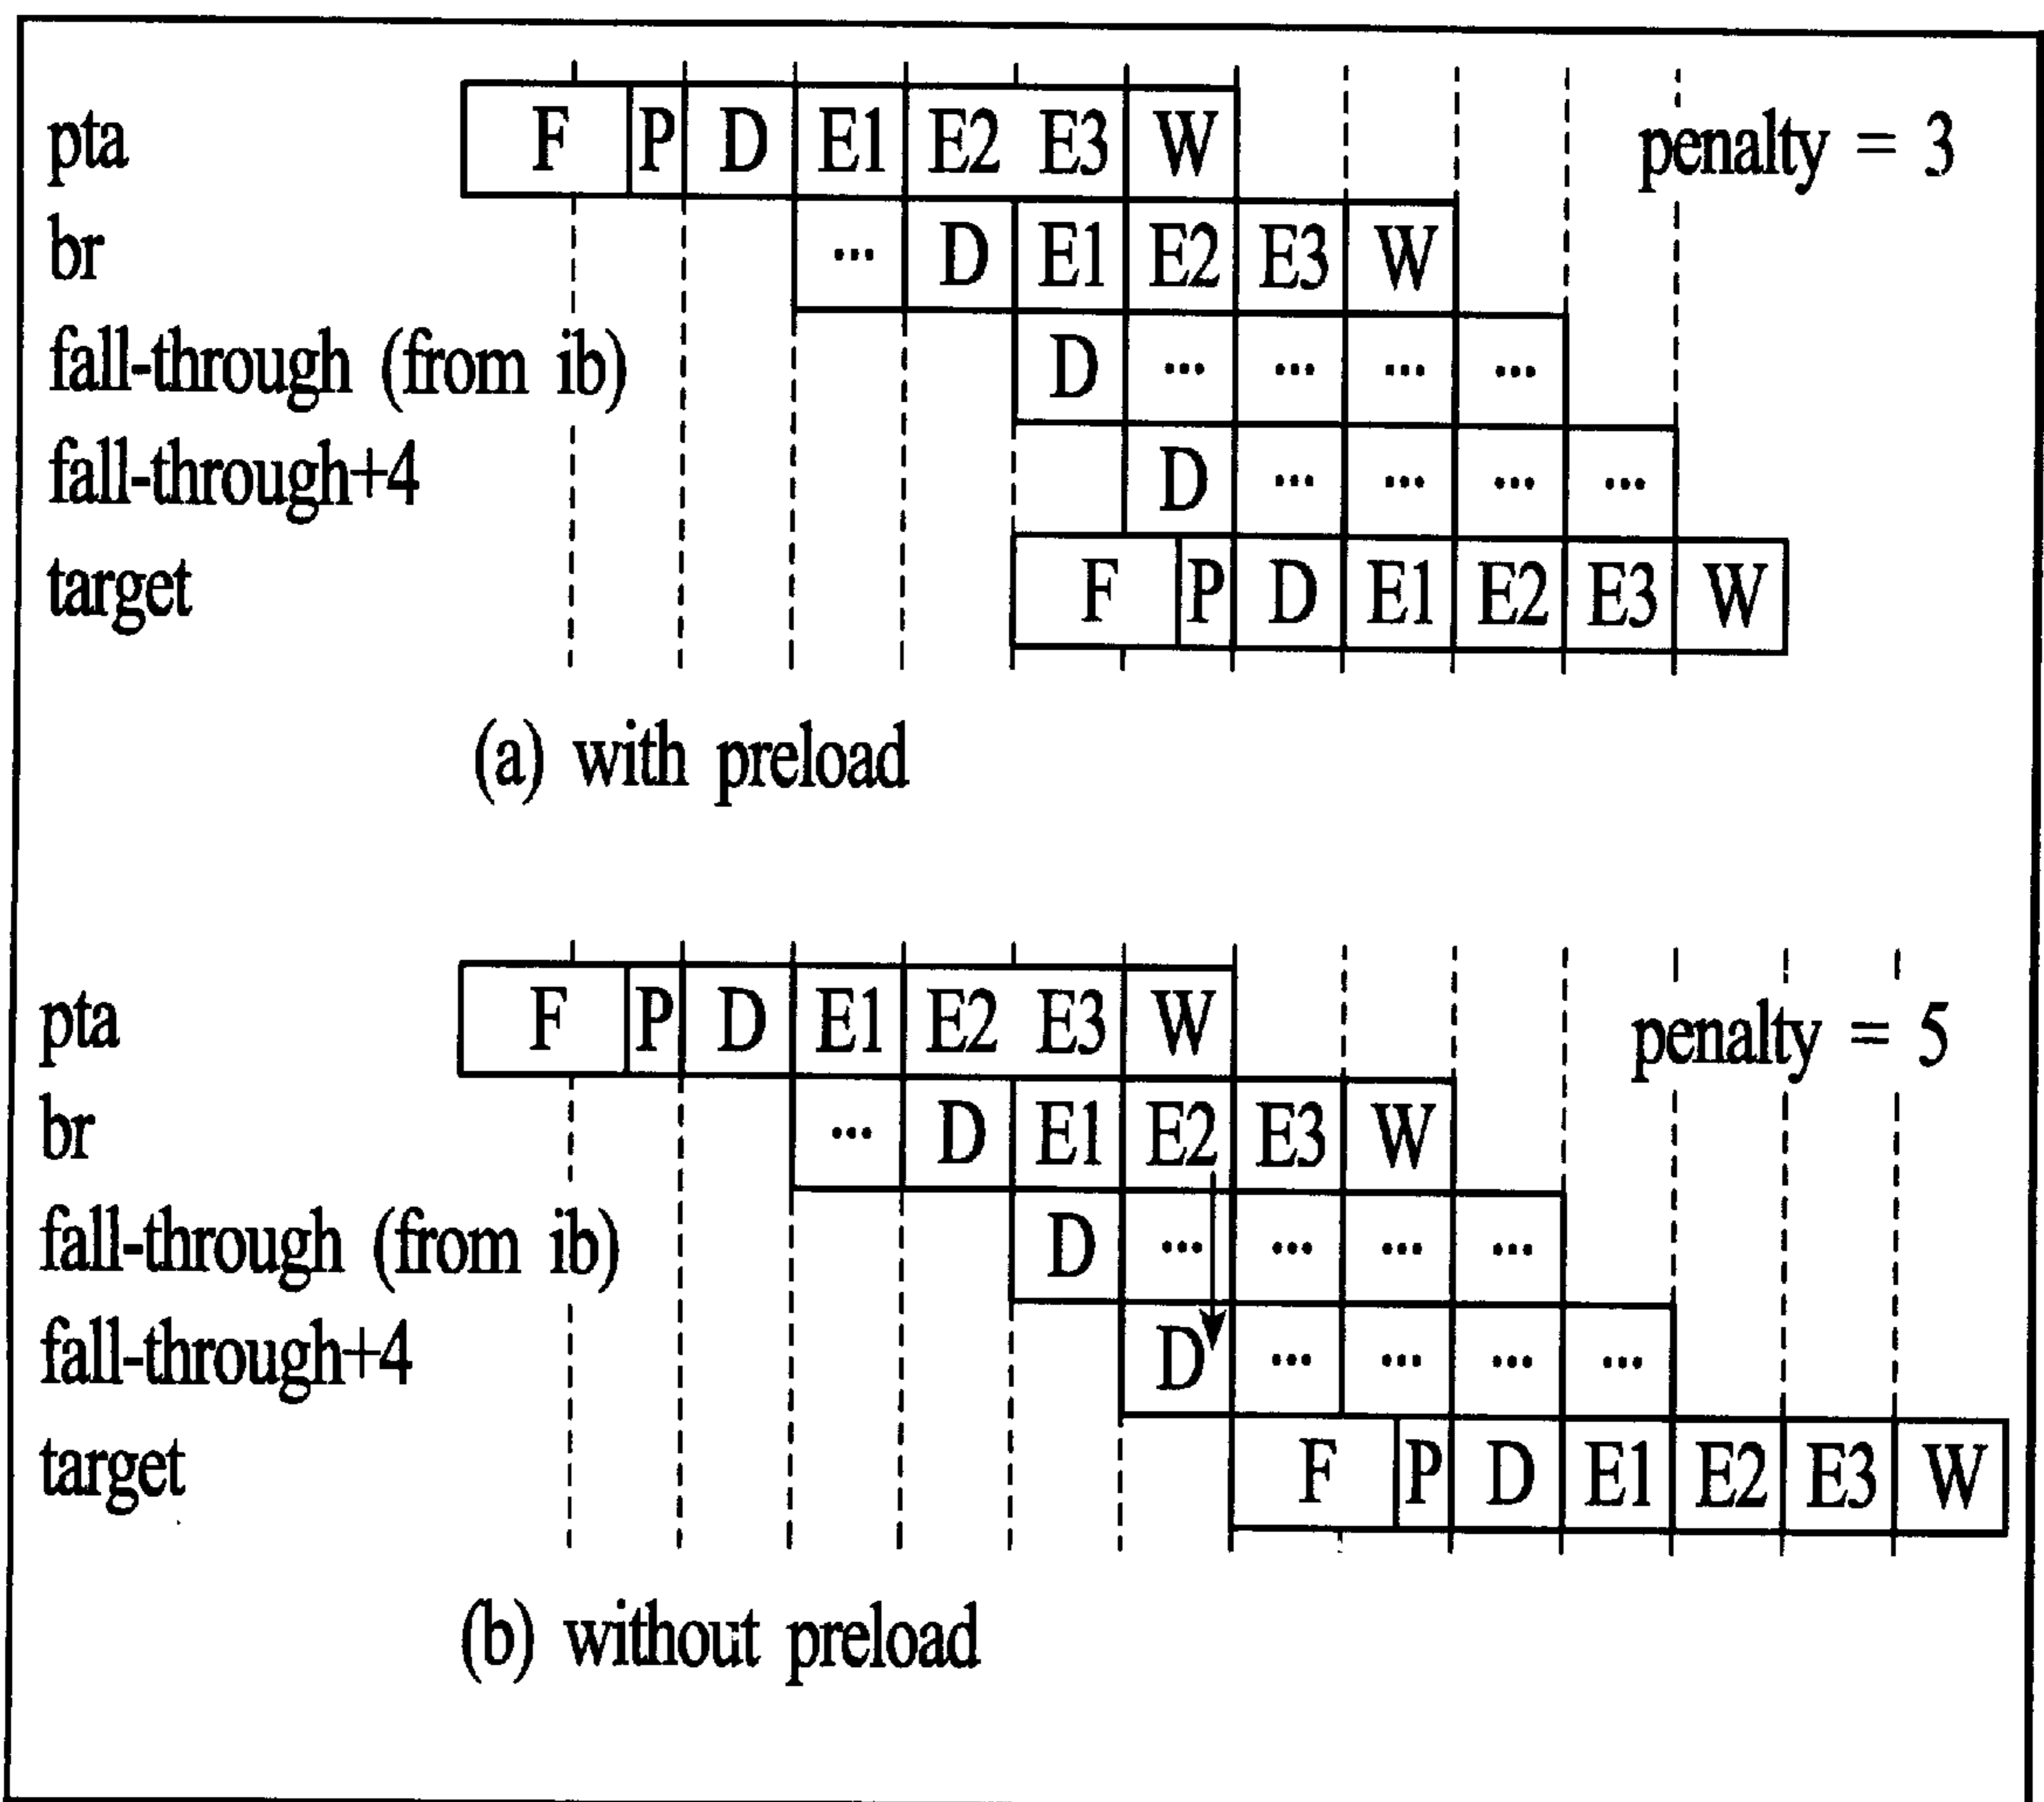 pta F P D E1 E2 E3 W penalty = 3
br ... D E1 E2 E3 W
fall-through (from ib) D ... ... ... ...
fall-through+4 D ... ... ... ...
target F P D E1 E2 E3 W
(a) with preload
pta F P D E1 E2 E3 W penalty = 5
br ... D E1 E2 E3 W
fall-through (from ib) D ... ... ... ...
fall-through+4 D ... ... ... ...
target F P D E1 E2 E3 W
(b) without preload